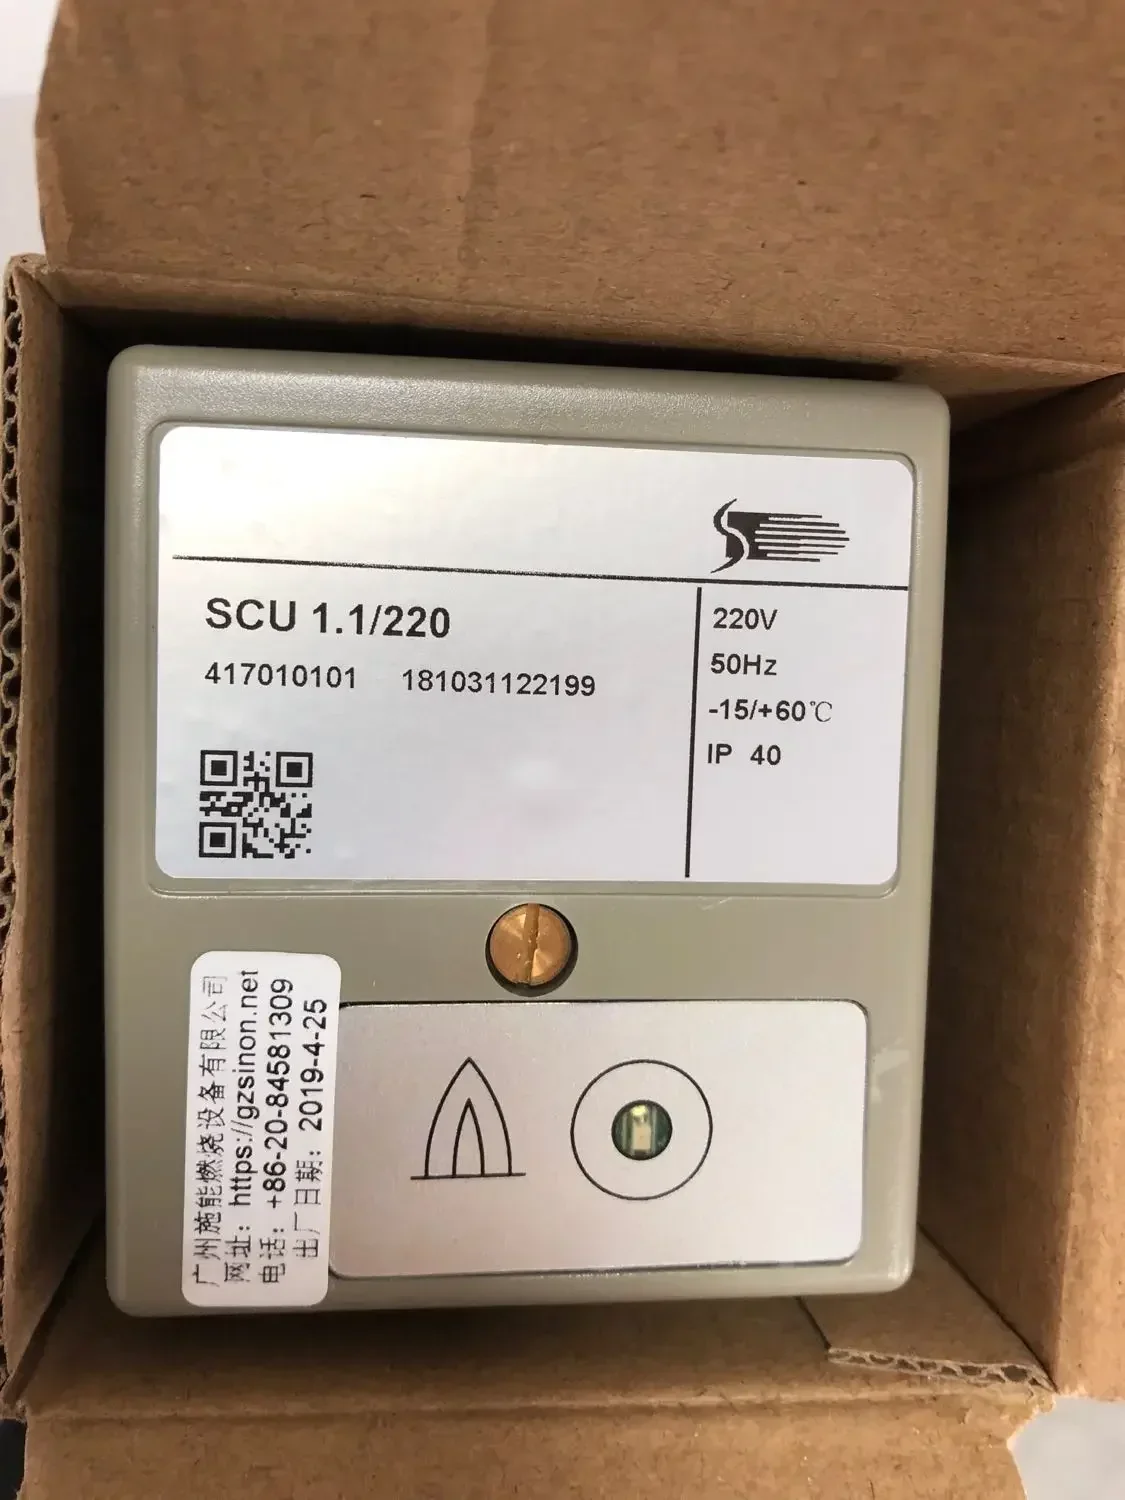 SCU 1.1/220
417010101 181031122199
220V
50Hz
-15/+60℃
IP 40
广州施能燃烧设备有限公司
网址：https://gzsinon.net
电话：+86-20-84581309
出厂日期：2019-4-25